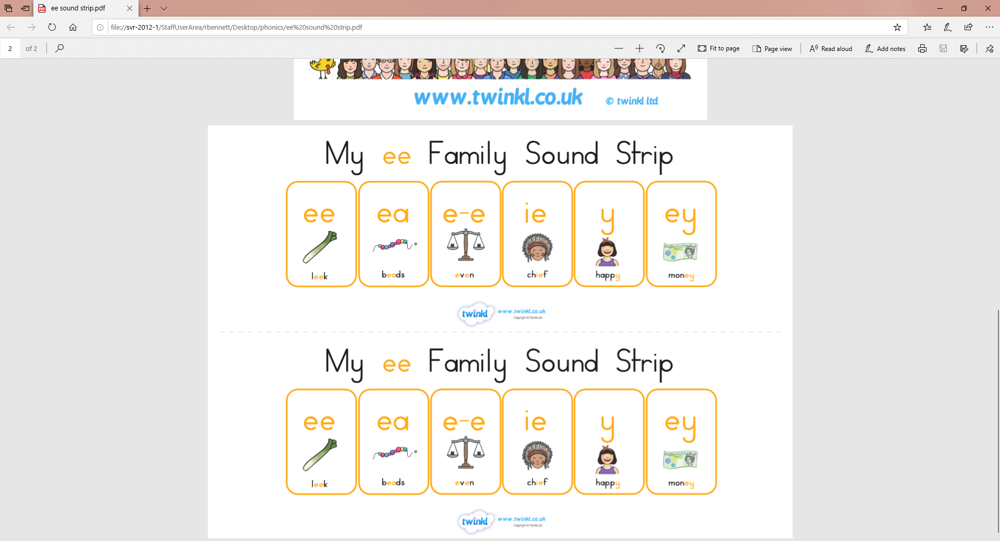 ee sound strip.pdf
file://svr-2012-1/StaffUserArea/rbennett/Desktop/phonics/ee%20sound%20strip.pdf
2 of 2 Fit to page Page view Read aloud Add notes
www.twinkl.co.uk © twinkl ltd
My ee Family Sound Strip
ee ea e-e ie y ey
leek beads even chief happy money
twinkl www.twinkl.co.uk
Copyright © Twinkl Ltd
My ee Family Sound Strip
ee ea e-e ie y ey
leek beads even chief happy money
twinkl www.twinkl.co.uk
Copyright © Twinkl Ltd